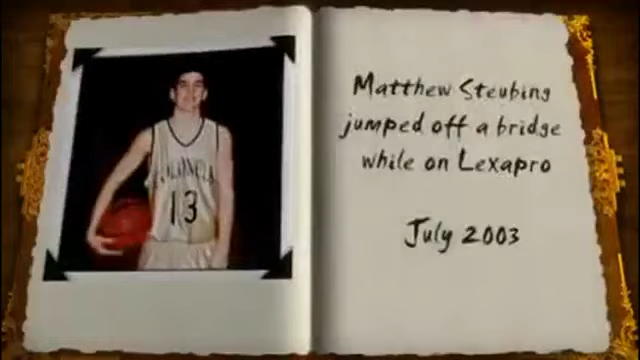 13
Matthew Steubing
jumped off a bridge
while on Lexapro
July 2003